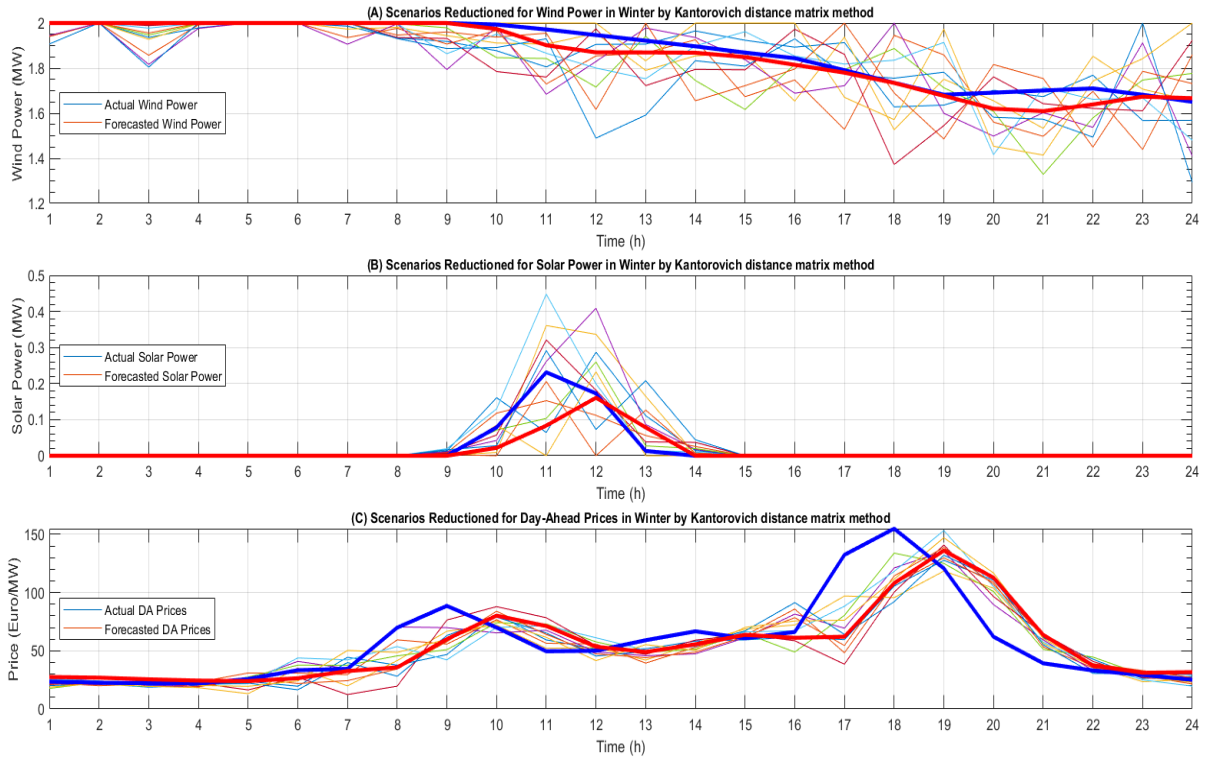 (A) Scenarios Reductioned for Wind Power in Winter by Kantorovich distance matrix method
Wind Power (MW)
2
1.8
1.6
1.4
1.2
Actual Wind Power
Forecasted Wind Power
1 2 3 4 5 6 7 8 9 10 11 12 13 14 15 16 17 18 19 20 21 22 23 24
Time (h)
(B) Scenarios Reductioned for Solar Power in Winter by Kantorovich distance matrix method
Solar Power (MW)
0.5
0.4
0.3
0.2
0.1
0
Actual Solar Power
Forecasted Solar Power
1 2 3 4 5 6 7 8 9 10 11 12 13 14 15 16 17 18 19 20 21 22 23 24
Time (h)
(C) Scenarios Reductioned for Day-Ahead Prices in Winter by Kantorovich distance matrix method
Price (Euro/MW)
150
100
50
0
Actual DA Prices
Forecasted DA Prices
1 2 3 4 5 6 7 8 9 10 11 12 13 14 15 16 17 18 19 20 21 22 23 24
Time (h)